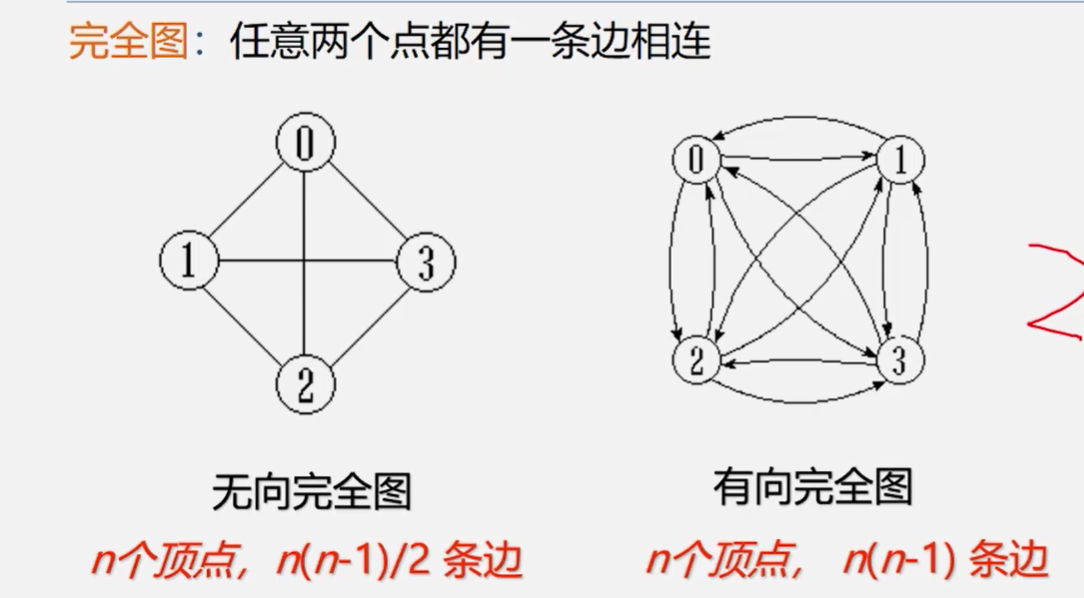 完全图：任意两个点都有一条边相连
0
1
3
2
0
1
2
3
无向完全图
有向完全图
n个顶点，n(n-1)/2 条边
n个顶点， n(n-1) 条边